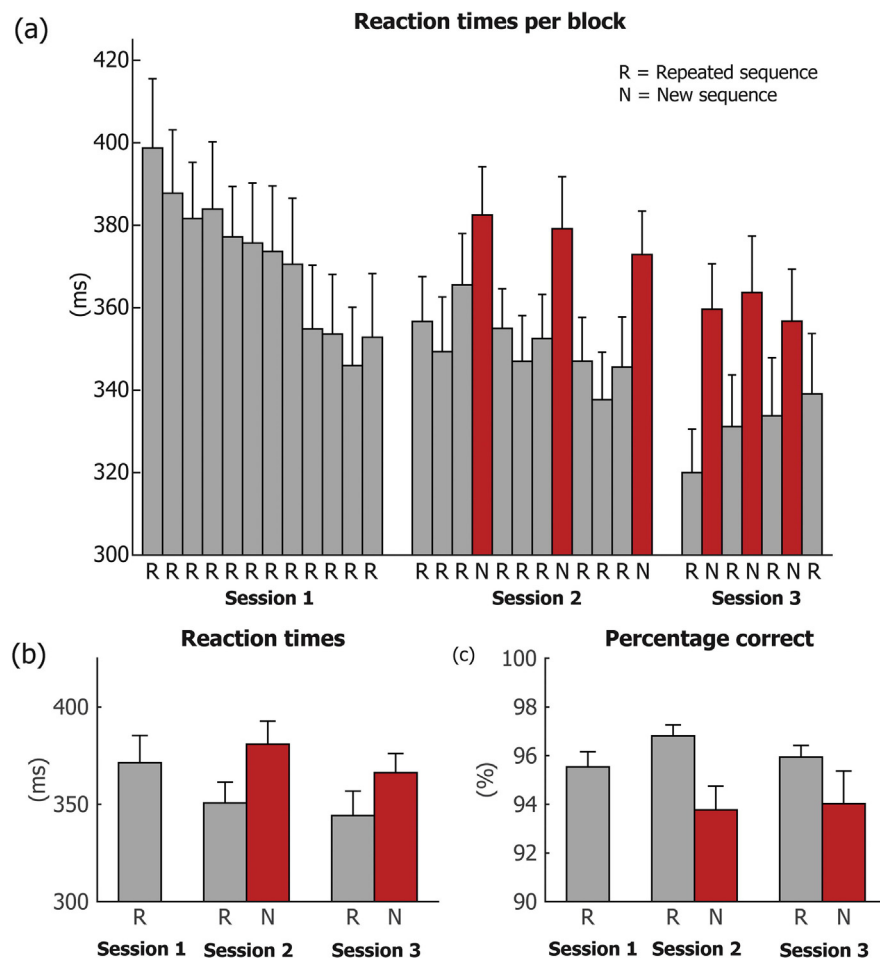 (a)
Reaction times per block
R = Repeated sequence
N = New sequence
420
400
380
360
340
320
300
(ms)
R R R R R R R R R R R R
R R R N R R R N R R R N
R N R N R N R
Session 1
Session 2
Session 3
(b)
Reaction times
400
350
300
(ms)
R
R N
R N
Session 1
Session 2
Session 3
(c)
Percentage correct
100
98
96
94
92
90
(%)
R
R N
R N
Session 1
Session 2
Session 3